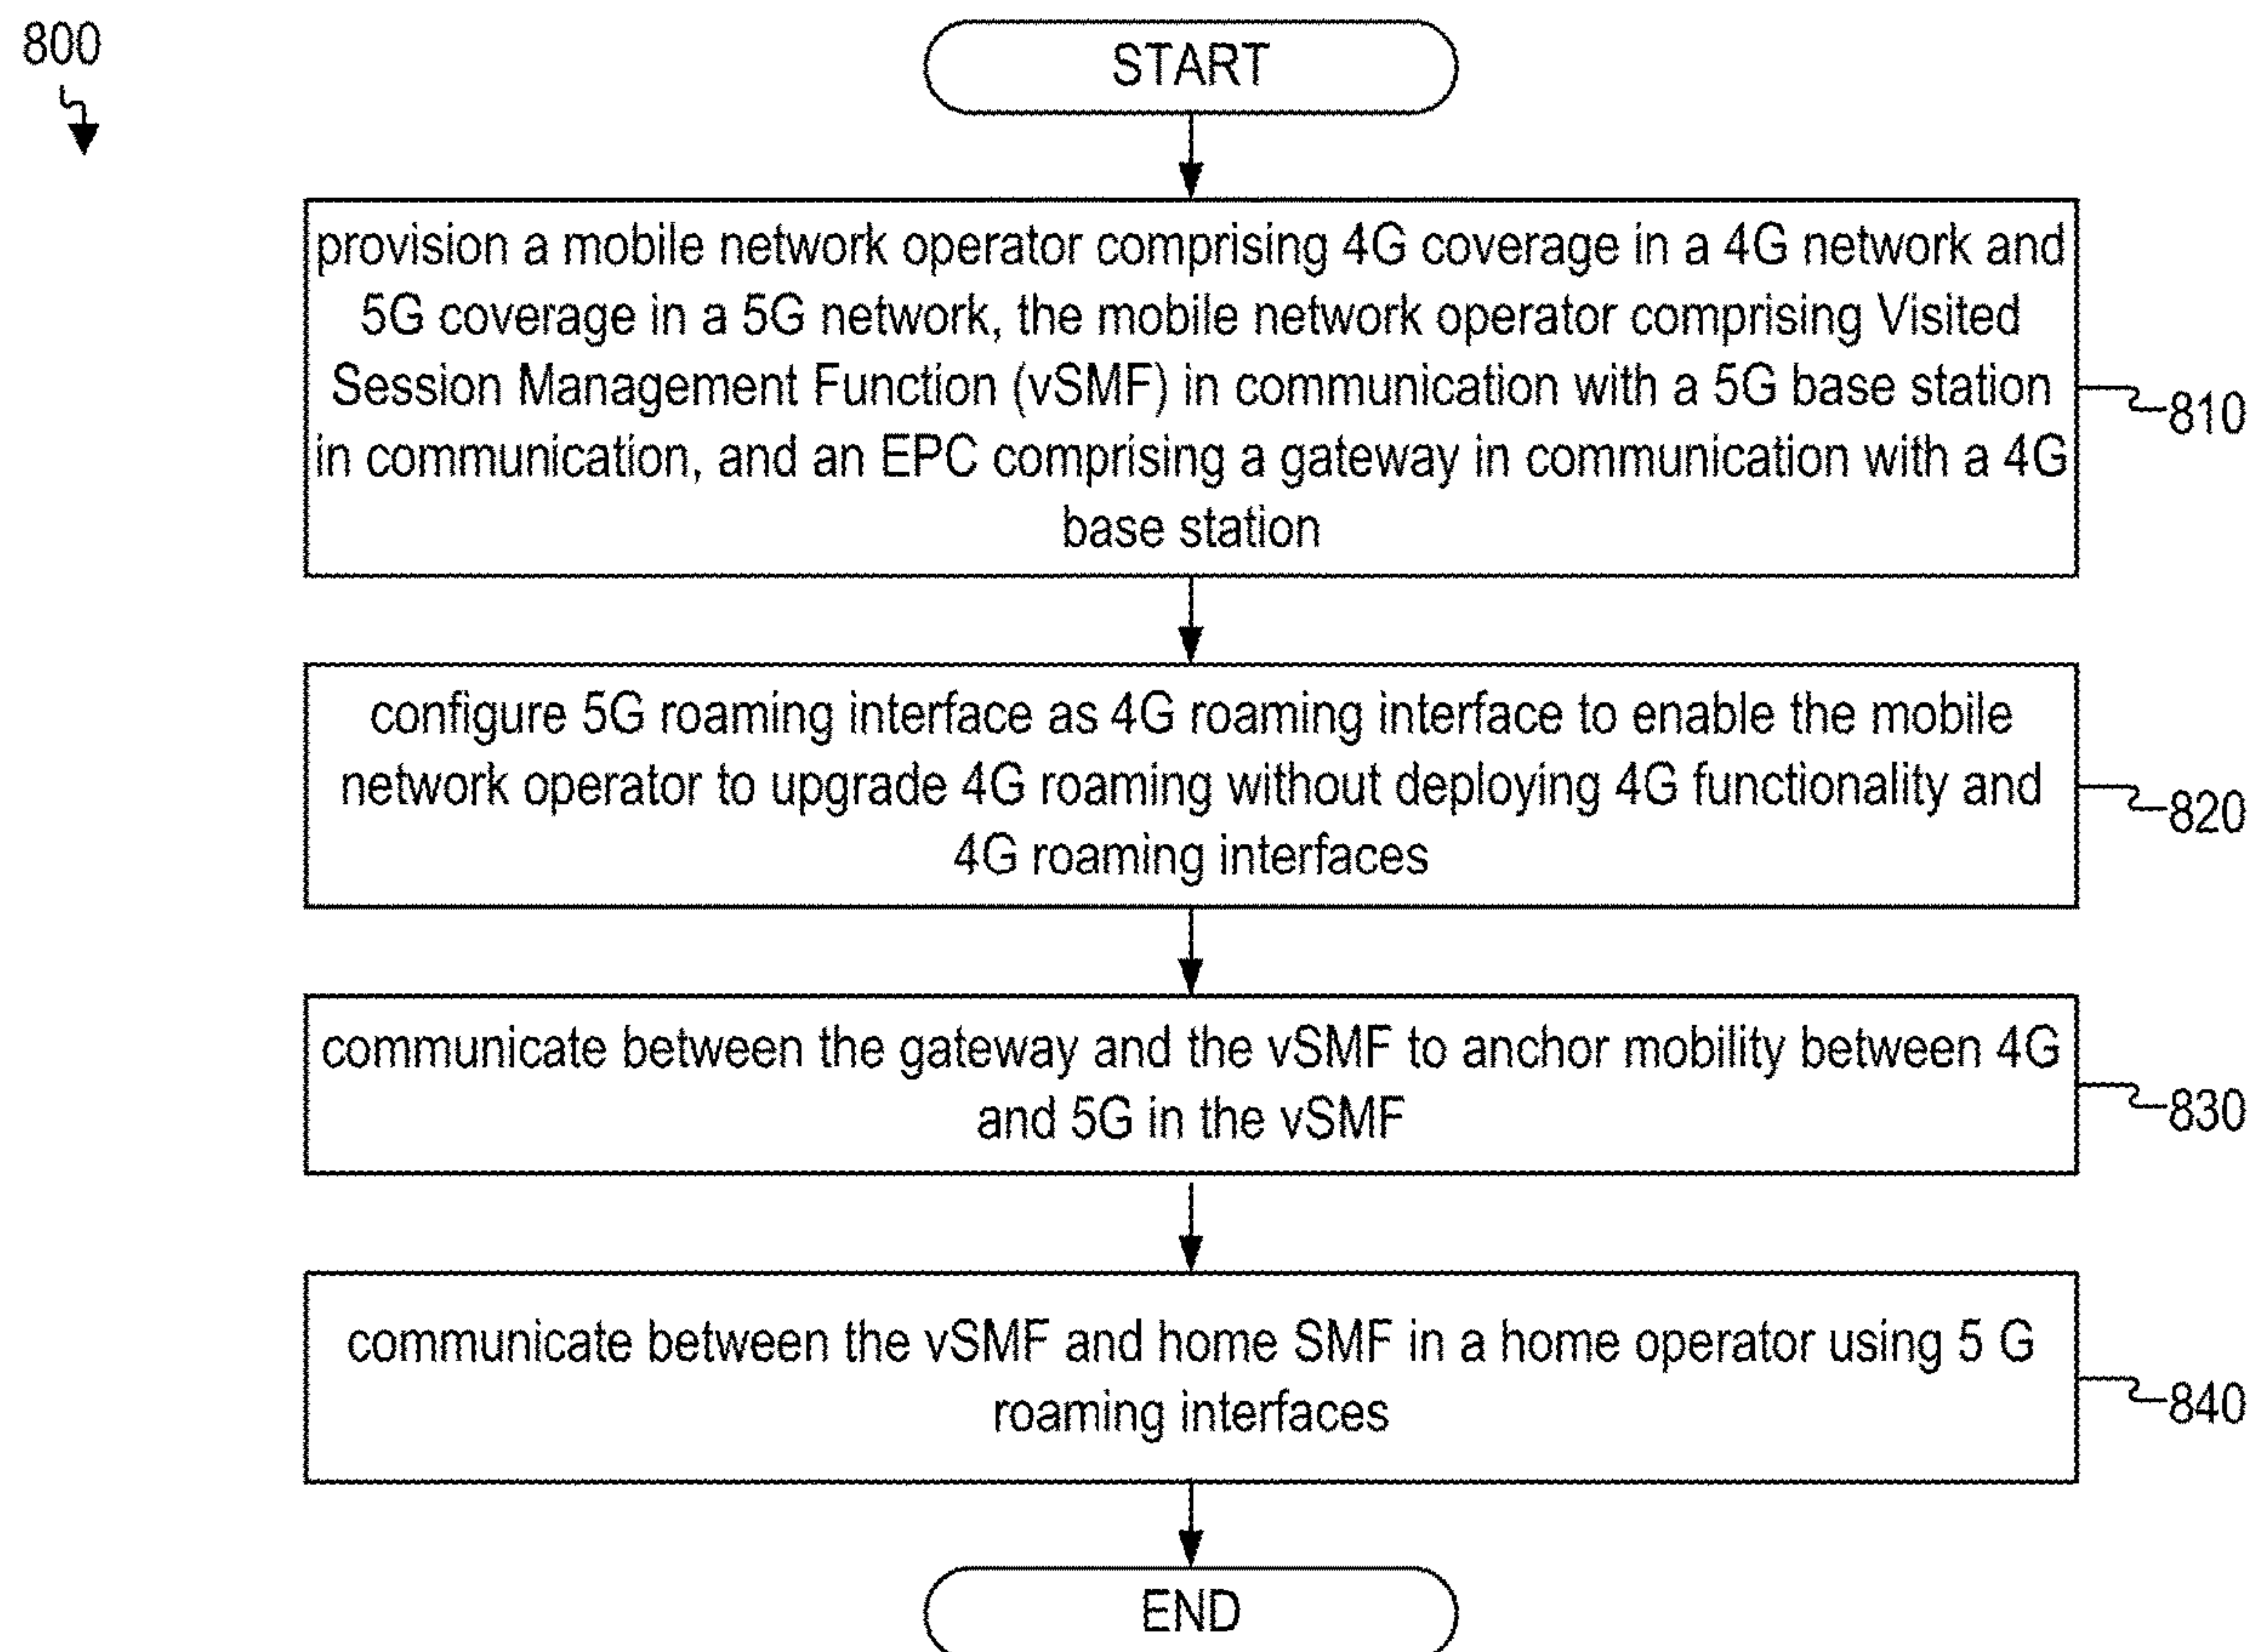 800
START
provision a mobile network operator comprising 4G coverage in a 4G network and
5G coverage in a 5G network, the mobile network operator comprising Visited
Session Management Function (vSMF) in communication with a 5G base station
in communication, and an EPC comprising a gateway in communication with a 4G
base station
810
configure 5G roaming interface as 4G roaming interface to enable the mobile
network operator to upgrade 4G roaming without deploying 4G functionality and
4G roaming interfaces
820
communicate between the gateway and the vSMF to anchor mobility between 4G
and 5G in the vSMF
830
communicate between the vSMF and home SMF in a home operator using 5 G
roaming interfaces
840
END